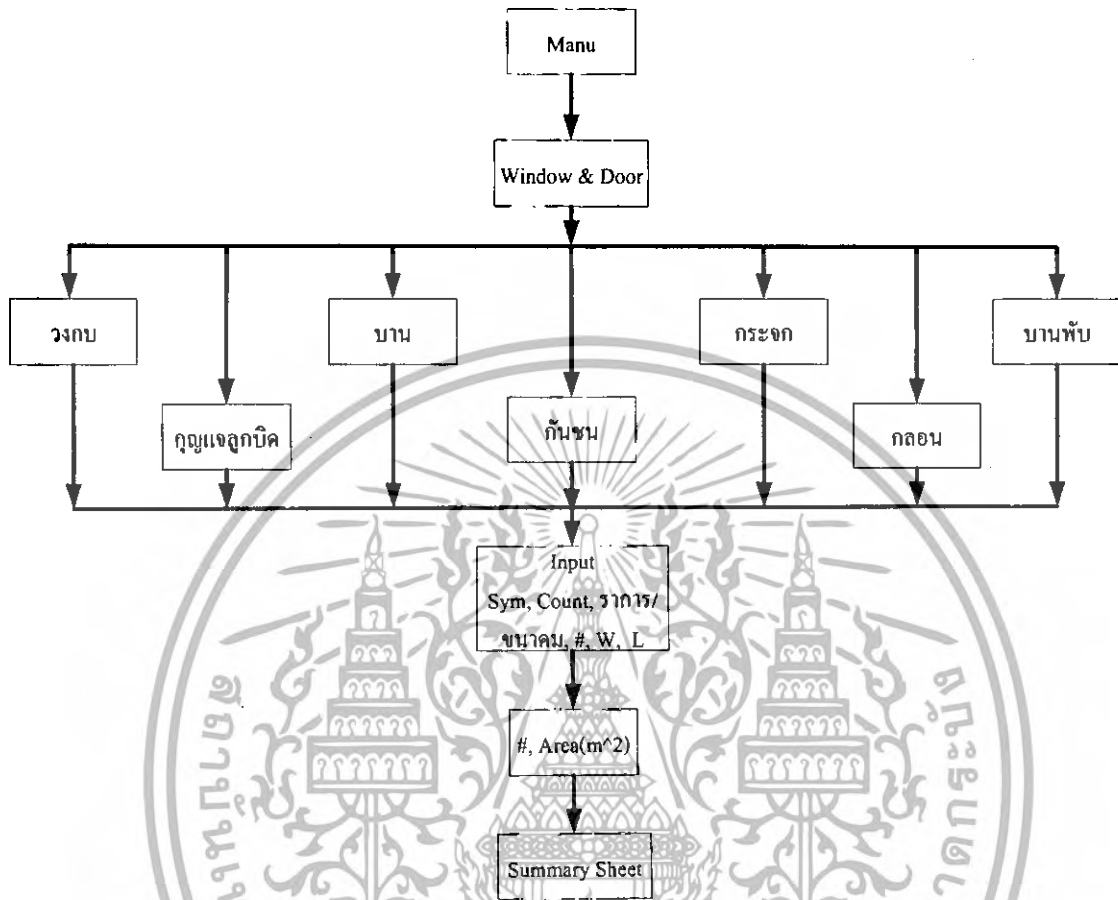 Manu
Window & Door
วงกบ
บาน
กระจก
บานพับ
กุญแจลูกบิด
กันชน
กลอน
Input
Sym, Count, ราการ/
ขนาคม, #, W, L
#, Area(m^2)
Summary Sheet